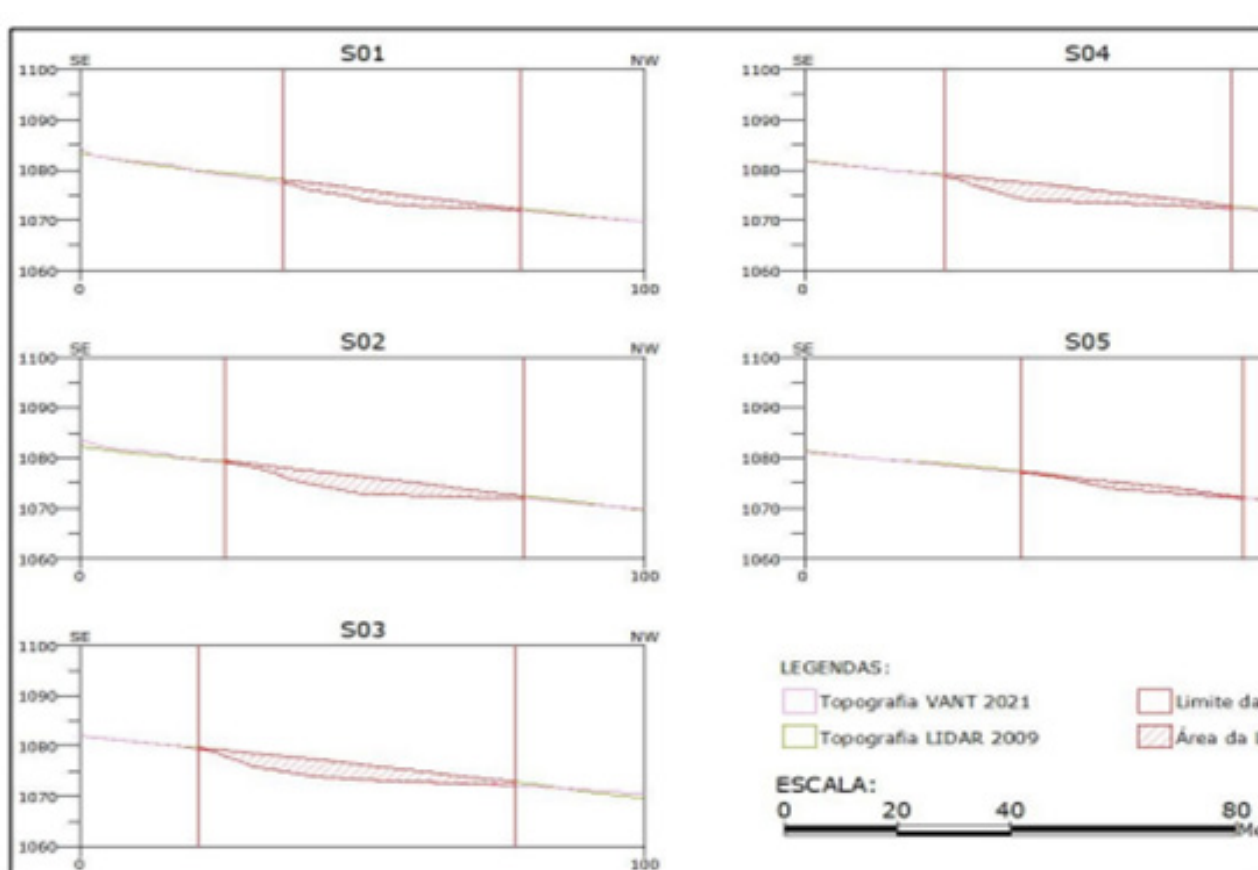 S01
SE NW
1100
1090
1080
1070
1060
0 100
S04
SE
1100
1090
1080
1070
1060
0
S02
SE NW
1100
1090
1080
1070
1060
0 100
S05
SE
1100
1090
1080
1070
1060
0
S03
SE NW
1100
1090
1080
1070
1060
0 100
LEGENDAS:
Topografia VANT 2021
Topografia LIDAR 2009
Limite da
Área da
ESCALA:
0 20 40 80